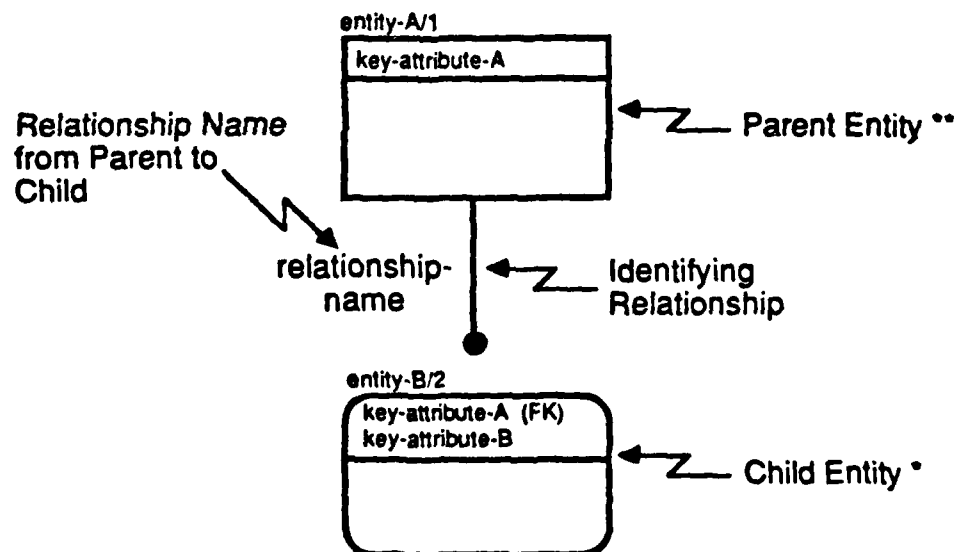 entity-A/1
key-attribute-A
Relationship Name
from Parent to
Child
Parent Entity **
relationship-
name
Identifying
Relationship
entity-B/2
key-attribute-A (FK)
key-attribute-B
Child Entity *